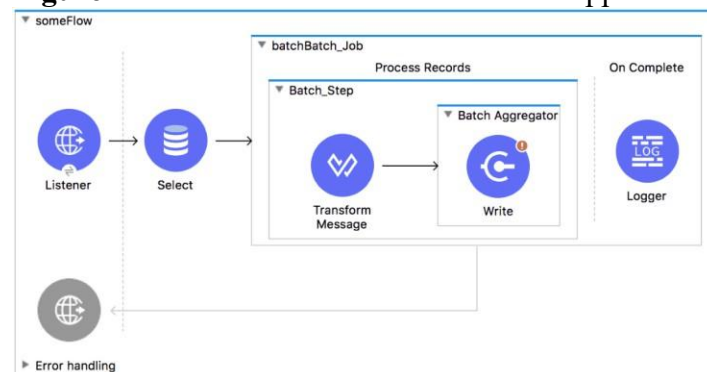 someFlow
batchBatch_Job
Process Records
On Complete
Batch_Step
Batch Aggregator
LOG
Listener
Select
Transform
Message
Write
Logger
Error handling